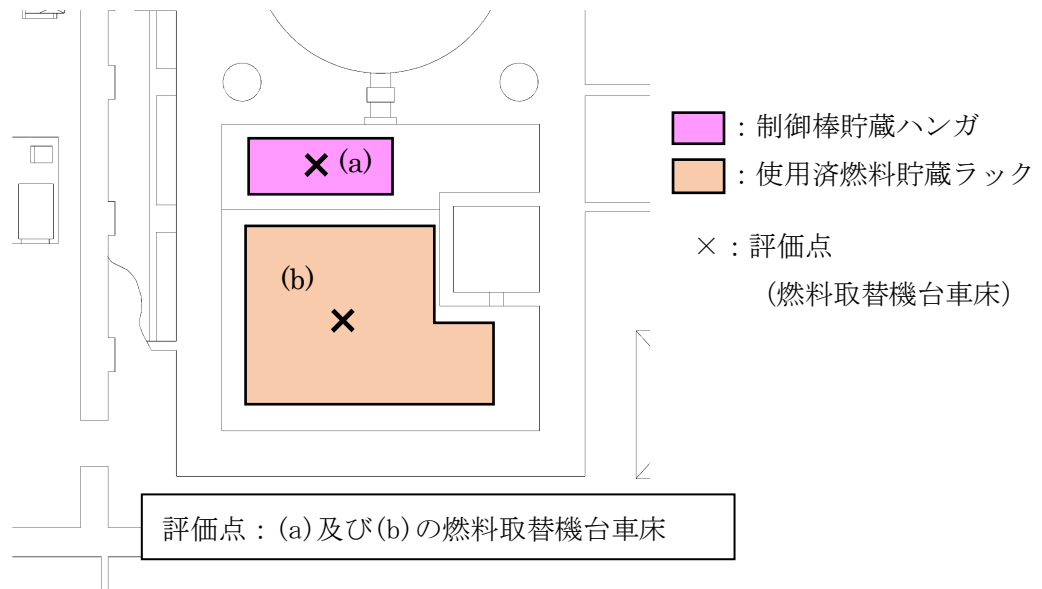 (a)
(b)
：制御棒貯蔵ハンガ
：使用済燃料貯蔵ラック
×：評価点
（燃料取替機台車床）
評価点：(a)及び(b)の燃料取替機台車床